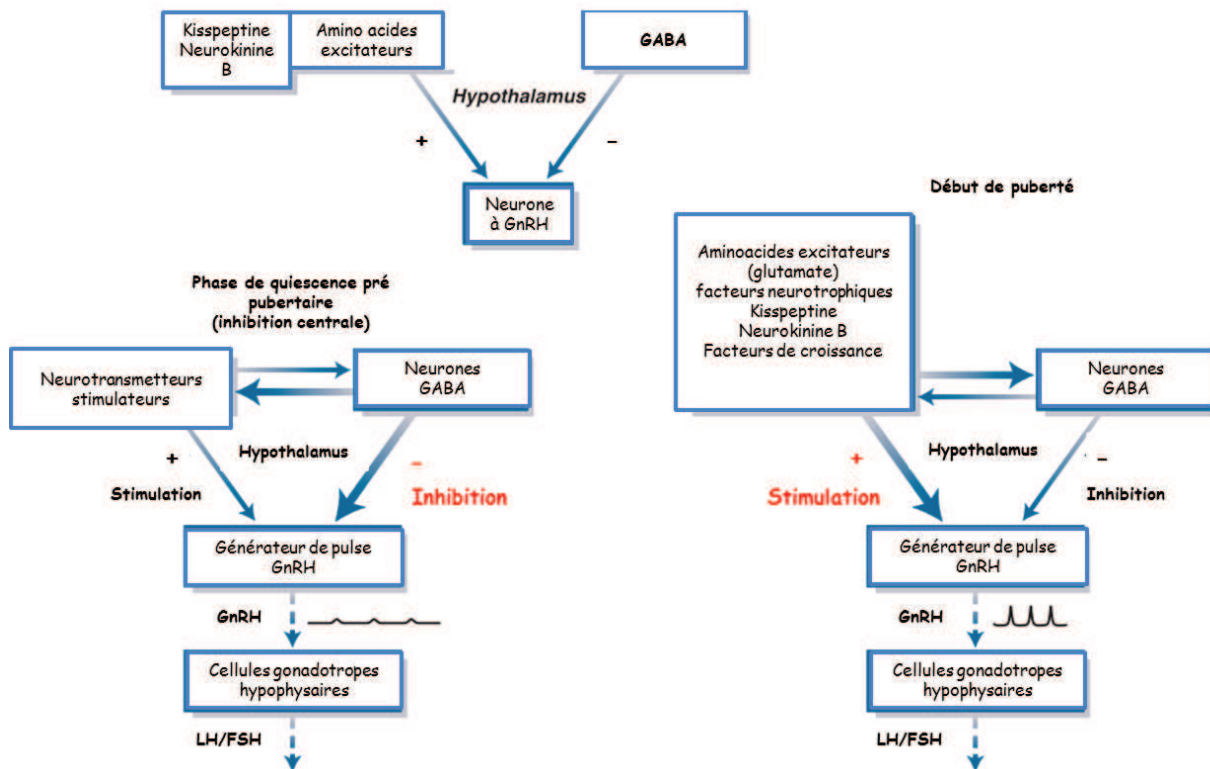 Kisspeptine
Neurokinine
B
Amino acides
excitateurs
GABA
Hypothalamus
+
-
Neurone
à GnRH
Phase de quiescence pré
pubertaire
(inhibition centrale)
Neurotransmetteurs
stimulateurs
Neurones
GABA
+
Hypothalamus
-
Stimulation
Inhibition
Générateur de pulse
GnRH
GnRH
Cellules gonadotropes
hypophysaires
LH/FSH
Début de puberté
Aminoacides excitateurs
(glutamate)
facteurs neurotrophiques
Kisspeptine
Neurokinine B
Facteurs de croissance
Neurones
GABA
+
Hypothalamus
-
Stimulation
Inhibition
Générateur de pulse
GnRH
GnRH
Cellules gonadotropes
hypophysaires
LH/FSH